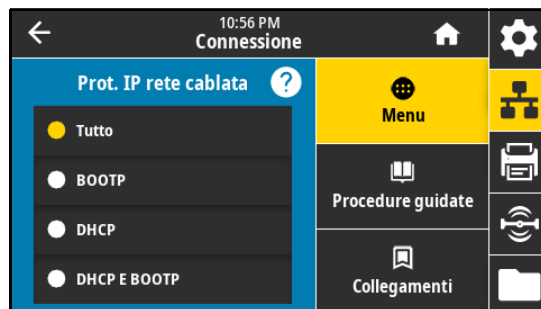 10:56 PM
Connessione
Prot. IP rete cablata ?
Tutto
BOOTP
DHCP
DHCP E BOOTP
Menu
Procedure guidate
Collegamenti